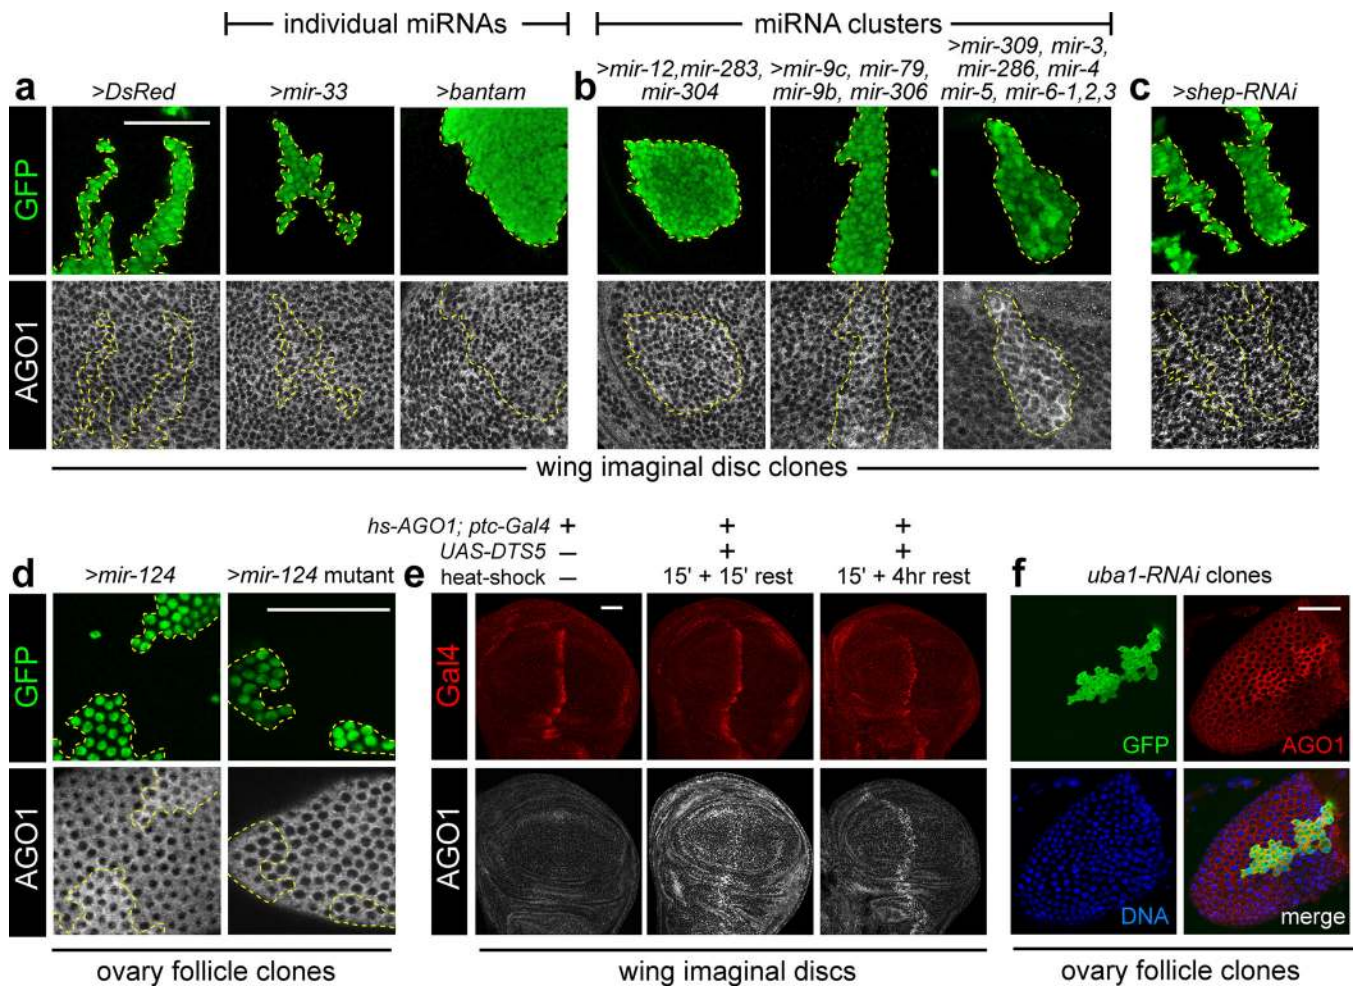 individual miRNAs
miRNA clusters
a
>DsRed
>mir-33
>bantam
b
>mir-12,mir-283,
mir-304
>mir-9c, mir-79,
mir-9b, mir-306
>mir-309, mir-3,
mir-286, mir-4
mir-5, mir-6-1,2,3
c
>shep-RNAi
GFP
AGO1
wing imaginal disc clones
d
>mir-124
>mir-124 mutant
GFP
AGO1
ovary follicle clones
e
hs-AGO1; ptc-Gal4 + + +
UAS-DTS5 – + +
heat-shock – 15' + 15' rest 15' + 4hr rest
Gal4
AGO1
wing imaginal discs
f
uba1-RNAi clones
GFP
AGO1
DNA
merge
ovary follicle clones